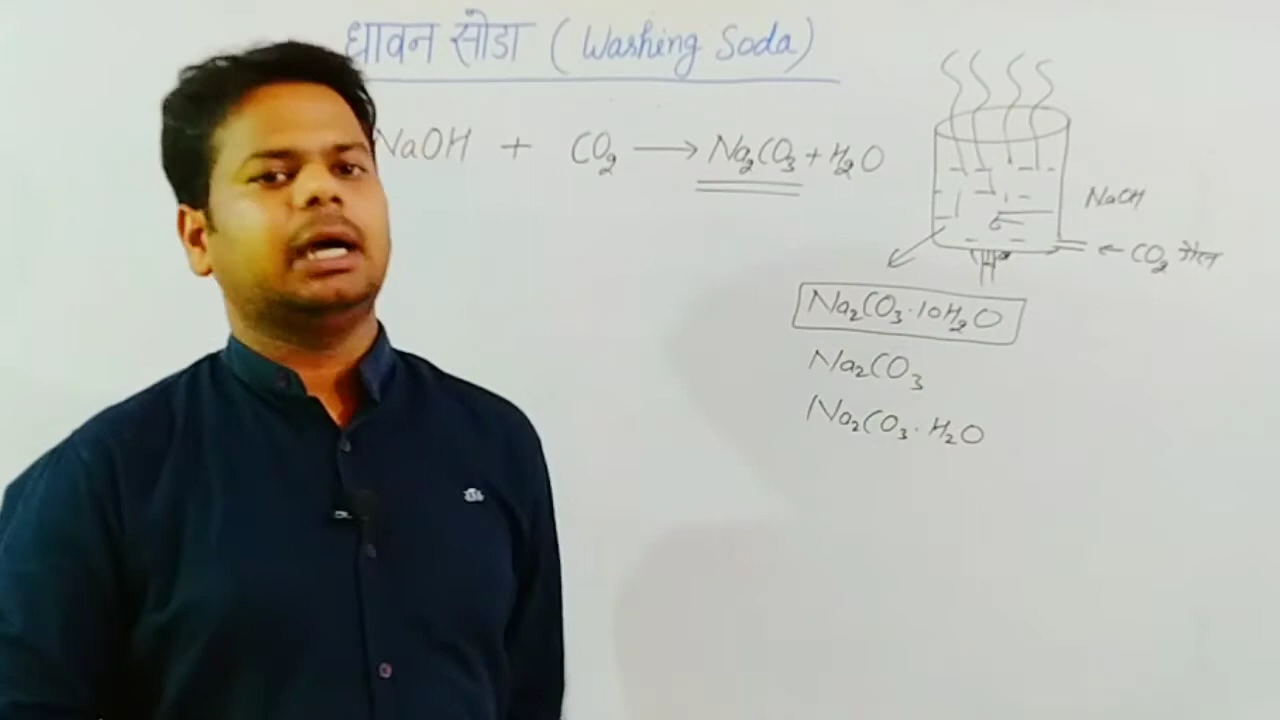 धावन सोडा ( Washing Soda )
NaOH + CO₂ ⟶ Na₂CO₃ + H₂O
NaOH
← CO₂ गैस
Na₂CO₃·10H₂O
Na₂CO₃
Na₂CO₃·H₂O